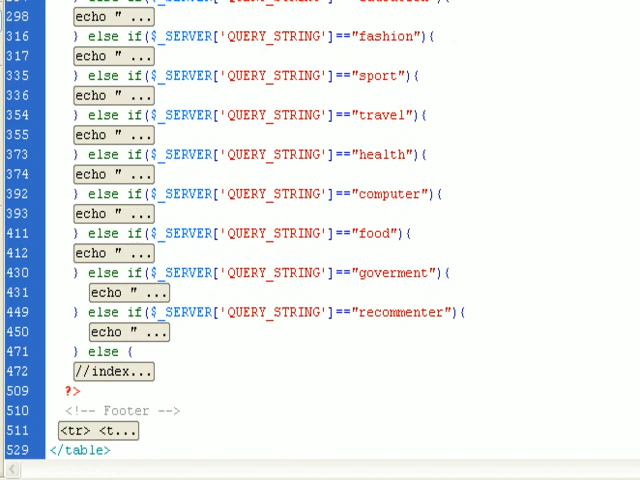 298 echo " ...
316 } else if($_SERVER['QUERY_STRING']=="fashion"){
317 echo " ...
335 } else if($_SERVER['QUERY_STRING']=="sport"){
336 echo " ...
354 } else if($_SERVER['QUERY_STRING']=="travel"){
355 echo " ...
373 } else if($_SERVER['QUERY_STRING']=="health"){
374 echo " ...
392 } else if($_SERVER['QUERY_STRING']=="computer"){
393 echo " ...
411 } else if($_SERVER['QUERY_STRING']=="food"){
412 echo " ...
430 } else if($_SERVER['QUERY_STRING']=="goverment"){
431 echo " ...
449 } else if($_SERVER['QUERY_STRING']=="recommenter"){
450 echo " ...
471 } else {
472 //index...
509 ?>
510 <!-- Footer -->
511 <tr> <t...
529 </table>